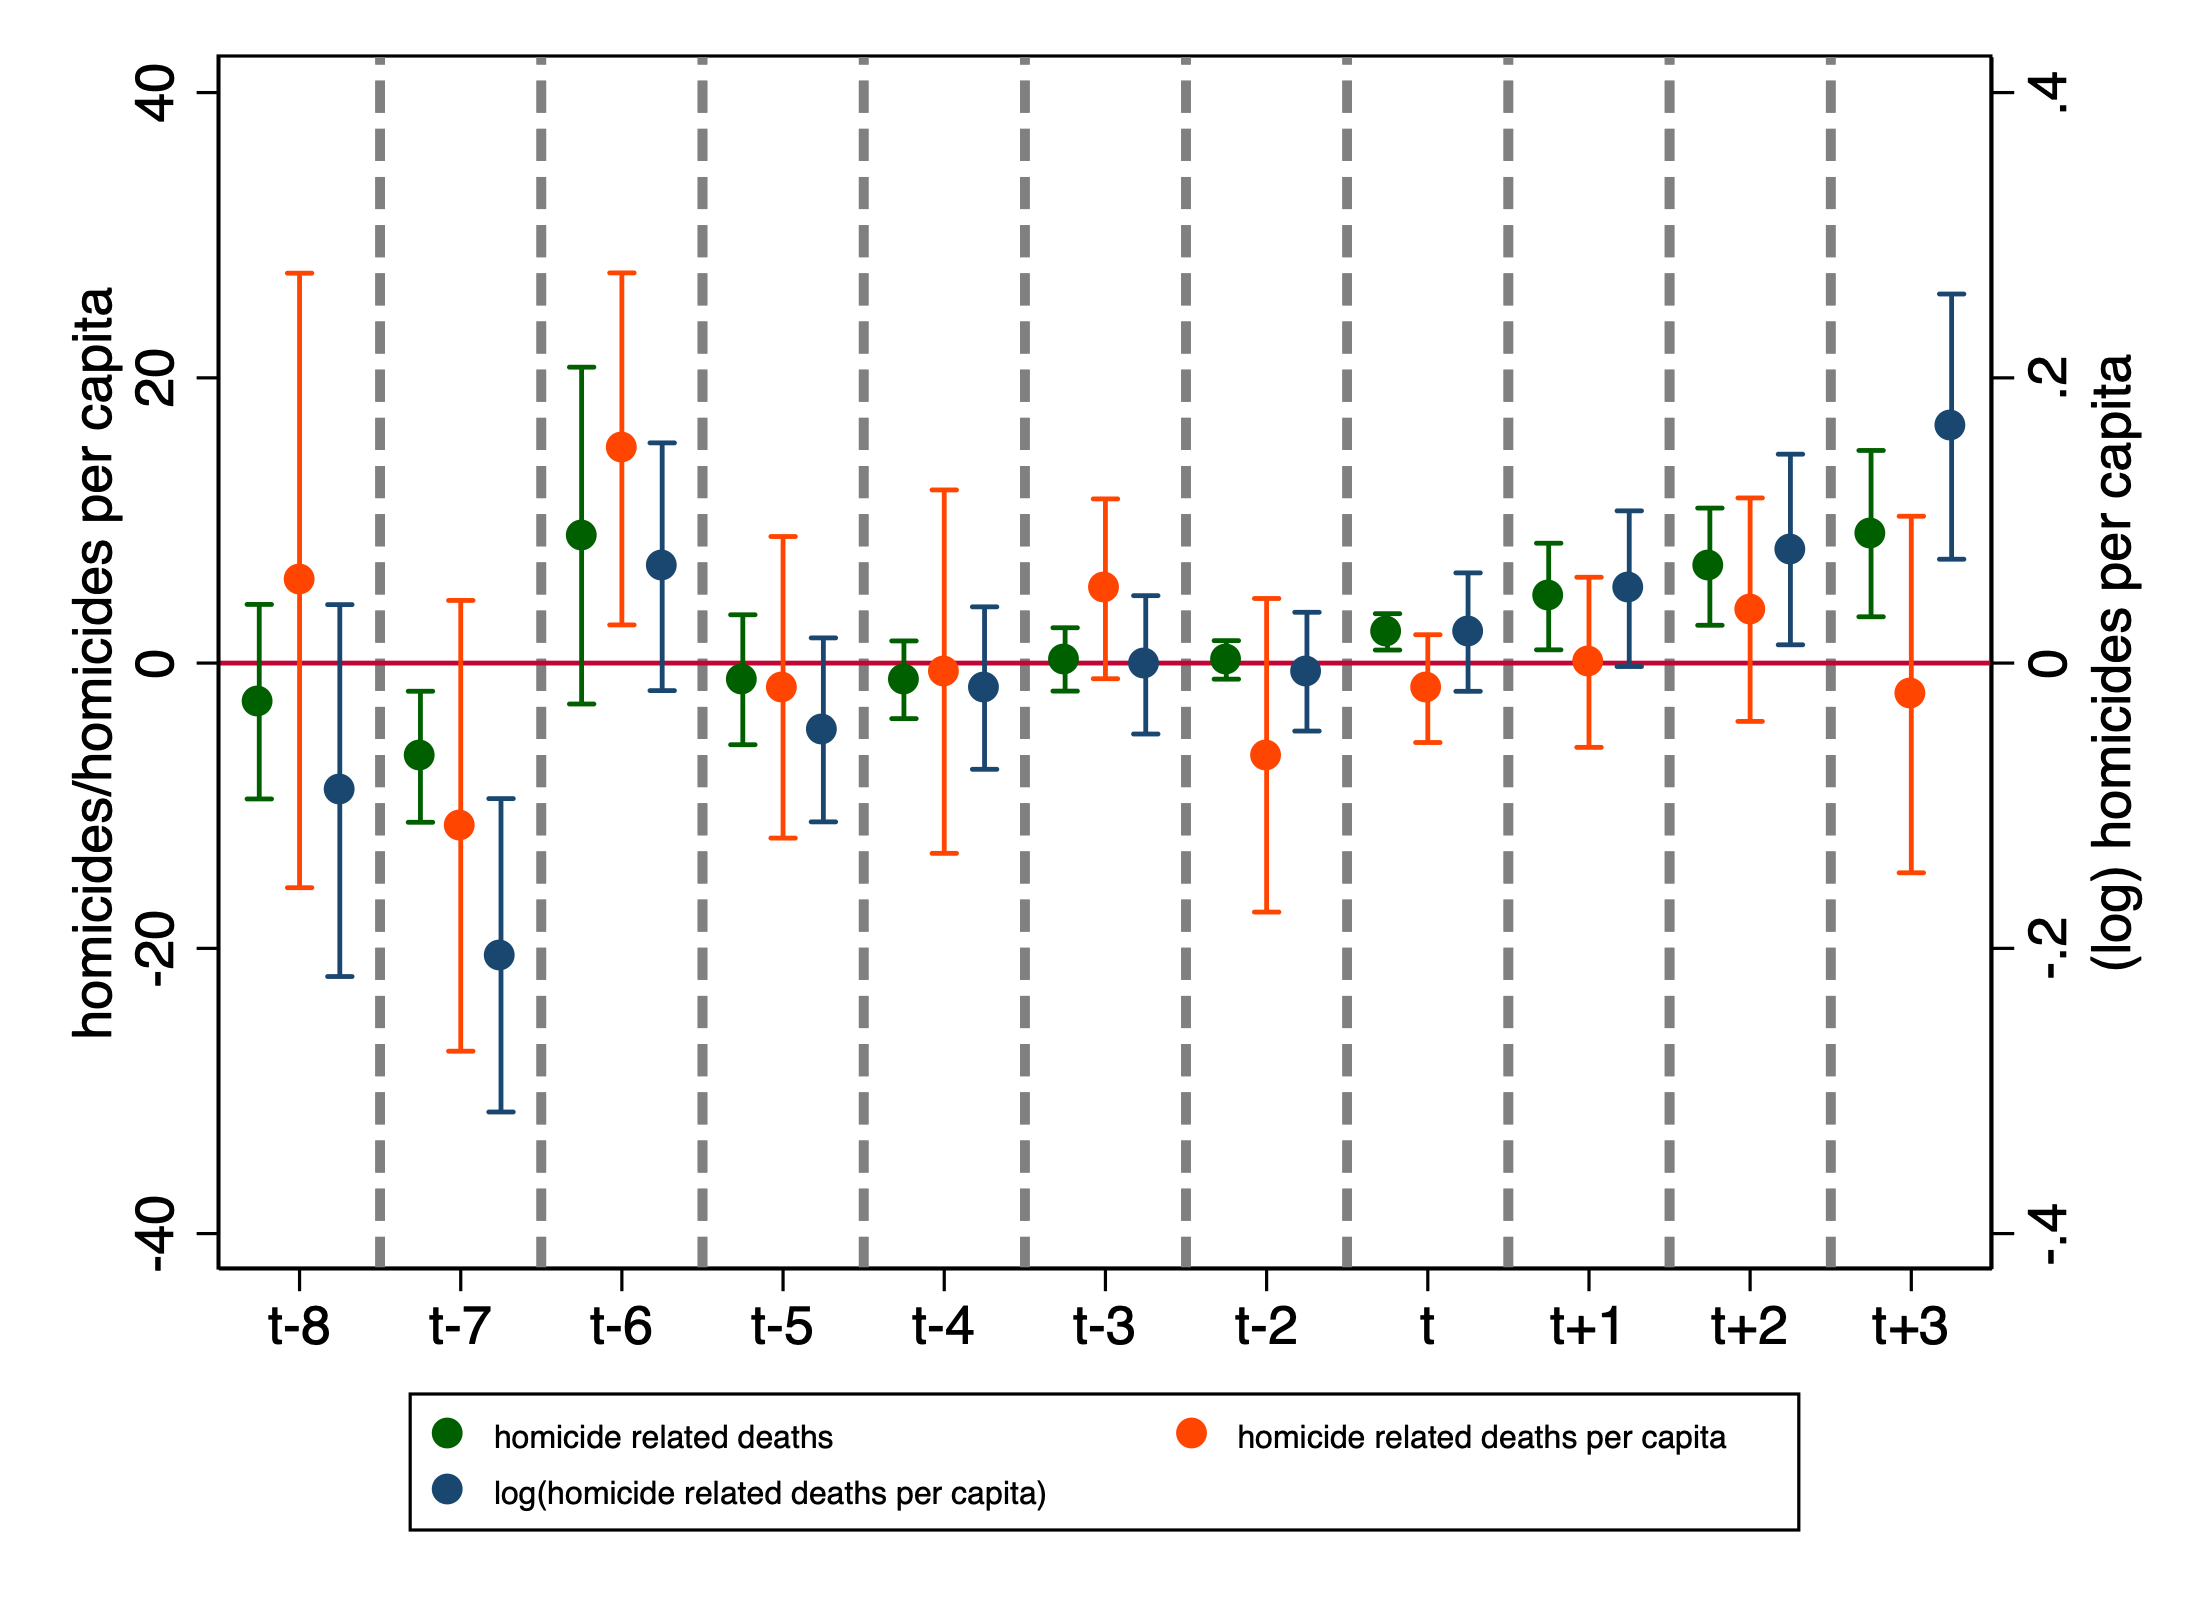 homicides/homicides per capita
40
20
0
-20
-40
.4
.2
0
-.2
-.4
(log) homicides per capita
t-8 t-7 t-6 t-5 t-4 t-3 t-2 t t+1 t+2 t+3
homicide related deaths homicide related deaths per capita
log(homicide related deaths per capita)